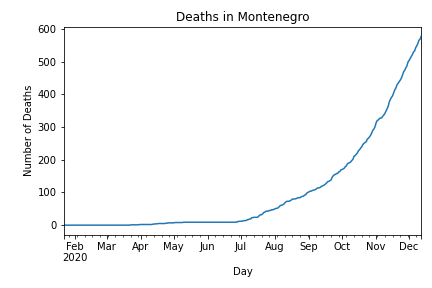 Deaths in Montenegro
600
500
400
300
200
100
0
Number of Deaths
Feb Mar Apr May Jun Jul Aug Sep Oct Nov Dec
2020
Day